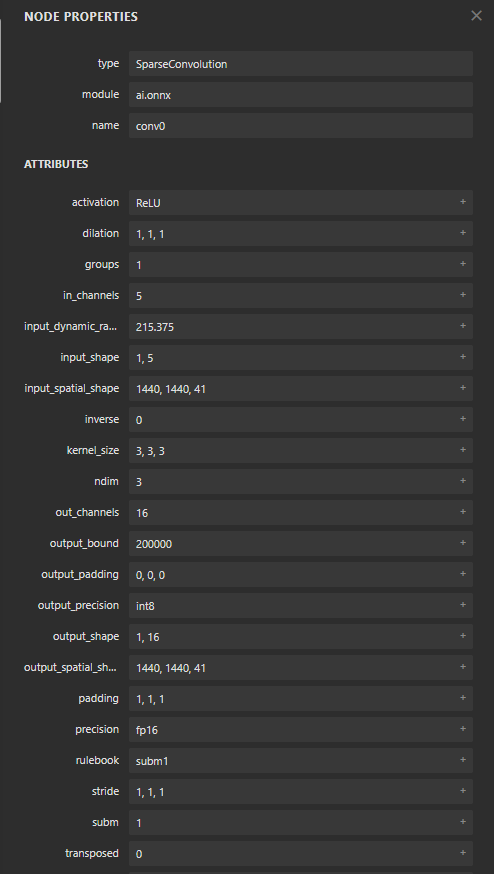 NODE PROPERTIES
type SparseConvolution
module ai.onnx
name conv0
ATTRIBUTES
activation ReLU +
dilation 1, 1, 1 +
groups 1 +
in_channels 5 +
input_dynamic_ra... 215.375 +
input_shape 1, 5 +
input_spatial_shape 1440, 1440, 41 +
inverse 0 +
kernel_size 3, 3, 3 +
ndim 3 +
out_channels 16 +
output_bound 200000 +
output_padding 0, 0, 0 +
output_precision int8 +
output_shape 1, 16 +
output_spatial_sh... 1440, 1440, 41 +
padding 1, 1, 1 +
precision fp16 +
rulebook subm1 +
stride 1, 1, 1 +
subm 1 +
transposed 0 +